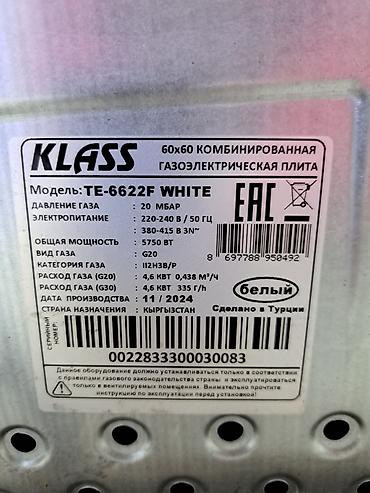 KLASS
60x60 КОМБИНИРОВАННАЯ
ГАЗОЭЛЕКТРИЧЕСКАЯ ПЛИТА
Модель: TE-6622F WHITE
ДАВЛЕНИЕ ГАЗА : 20 МБАР
ЭЛЕКТРОПИТАНИЕ : 220-240 В / 50 ГЦ
: 380-415 В 3N~
ОБЩАЯ МОЩНОСТЬ : 5750 ВТ
ВИД ГАЗА : G20
КАТЕГОРИЯ ГАЗА : II2H3B/P
РАСХОД ГАЗА (G20) : 4,6 КВТ 0,438 М³/Ч
РАСХОД ГАЗА (G30) : 4,6 КВТ 335 Г/h
ДАТА ПРОИЗВОДСТВА : 11 / 2024
СТРАНА НАЗНАЧЕНИЯ : КЫРГЫЗСТАН
EAC
8 697788 950492
белый
Сделано в Турции
СЕРИЙНЫЙ НОМЕР:
0022833300030083
Данное оборудование должно устанавливаться только в соответствии
с правилами газового законодательства страны и эксплуатироваться
только в вентилируемых помещениях. Внимательно прочтите
инструкцию перед установкой и эксплуатацией.